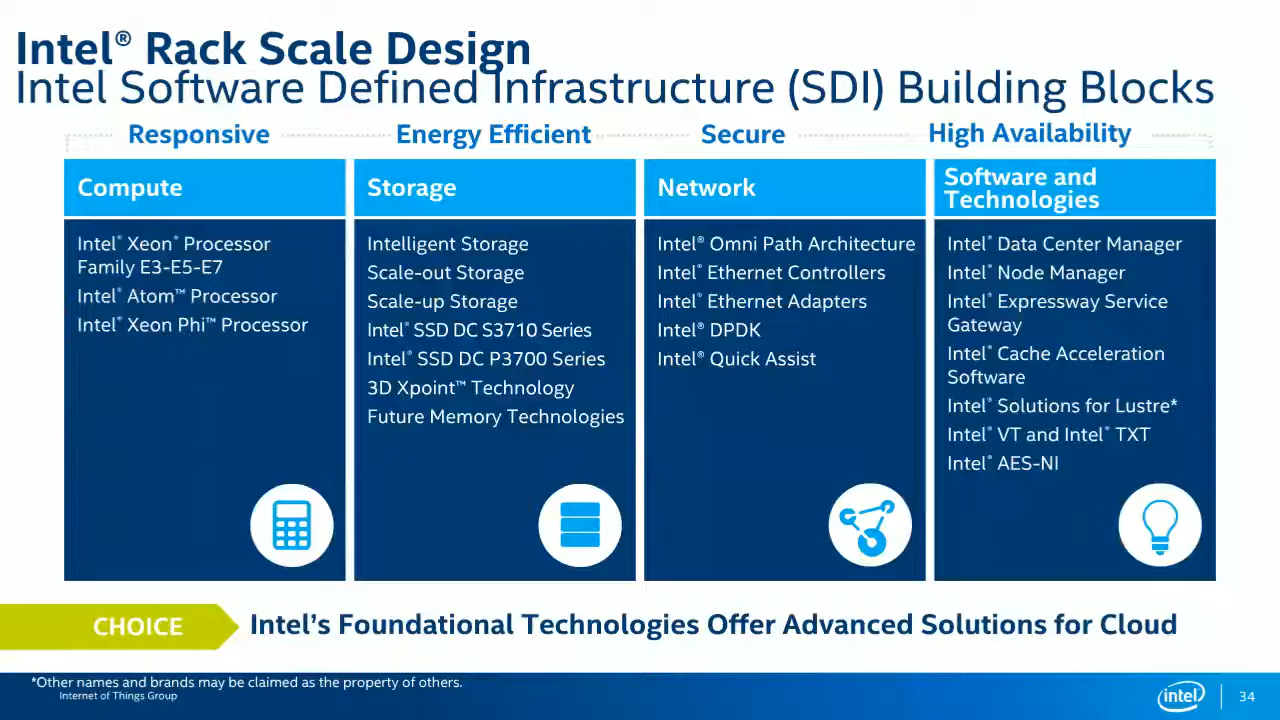 Intel® Rack Scale Design
Intel Software Defined Infrastructure (SDI) Building Blocks
Responsive
Energy Efficient
Secure
High Availability
Compute
Intel® Xeon® Processor
Family E3-E5-E7
Intel® Atom™ Processor
Intel® Xeon Phi™ Processor
Storage
Intelligent Storage
Scale-out Storage
Scale-up Storage
Intel® SSD DC S3710 Series
Intel® SSD DC P3700 Series
3D Xpoint™ Technology
Future Memory Technologies
Network
Intel® Omni Path Architecture
Intel® Ethernet Controllers
Intel® Ethernet Adapters
Intel® DPDK
Intel® Quick Assist
Software and
Technologies
Intel® Data Center Manager
Intel® Node Manager
Intel® Expressway Service
Gateway
Intel® Cache Acceleration
Software
Intel® Solutions for Lustre*
Intel® VT and Intel® TXT
Intel® AES-NI
CHOICE
Intel's Foundational Technologies Offer Advanced Solutions for Cloud
*Other names and brands may be claimed as the property of others.
Internet of Things Group
intel
34